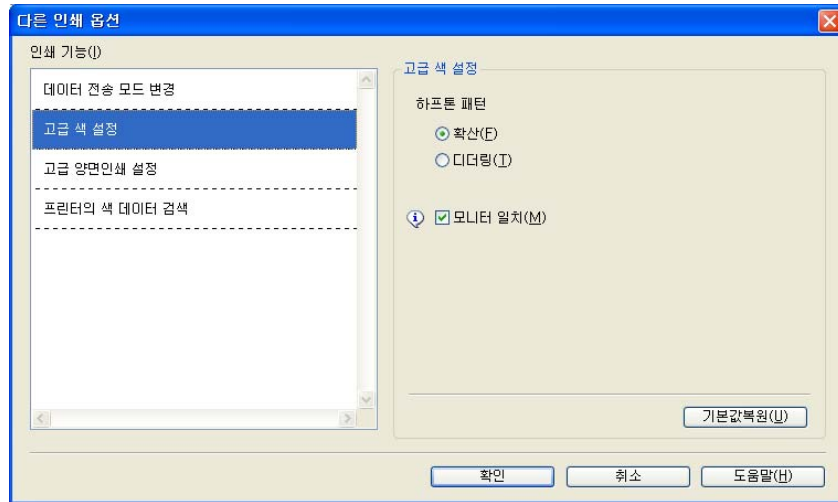 다른 인쇄 옵션
인쇄 기능(I)
데이터 전송 모드 변경
고급 색 설정
고급 양면인쇄 설정
프린터의 색 데이터 검색
고급 색 설정
하프톤 패턴
확산(F)
디더링(T)
모니터 일치(M)
기본값복원(U)
확인
취소
도움말(H)